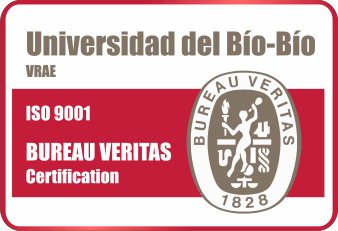 Universidad del Bío-Bío
VRAE
ISO 9001
BUREAU VERITAS
Certification
BUREAU VERITAS
1828